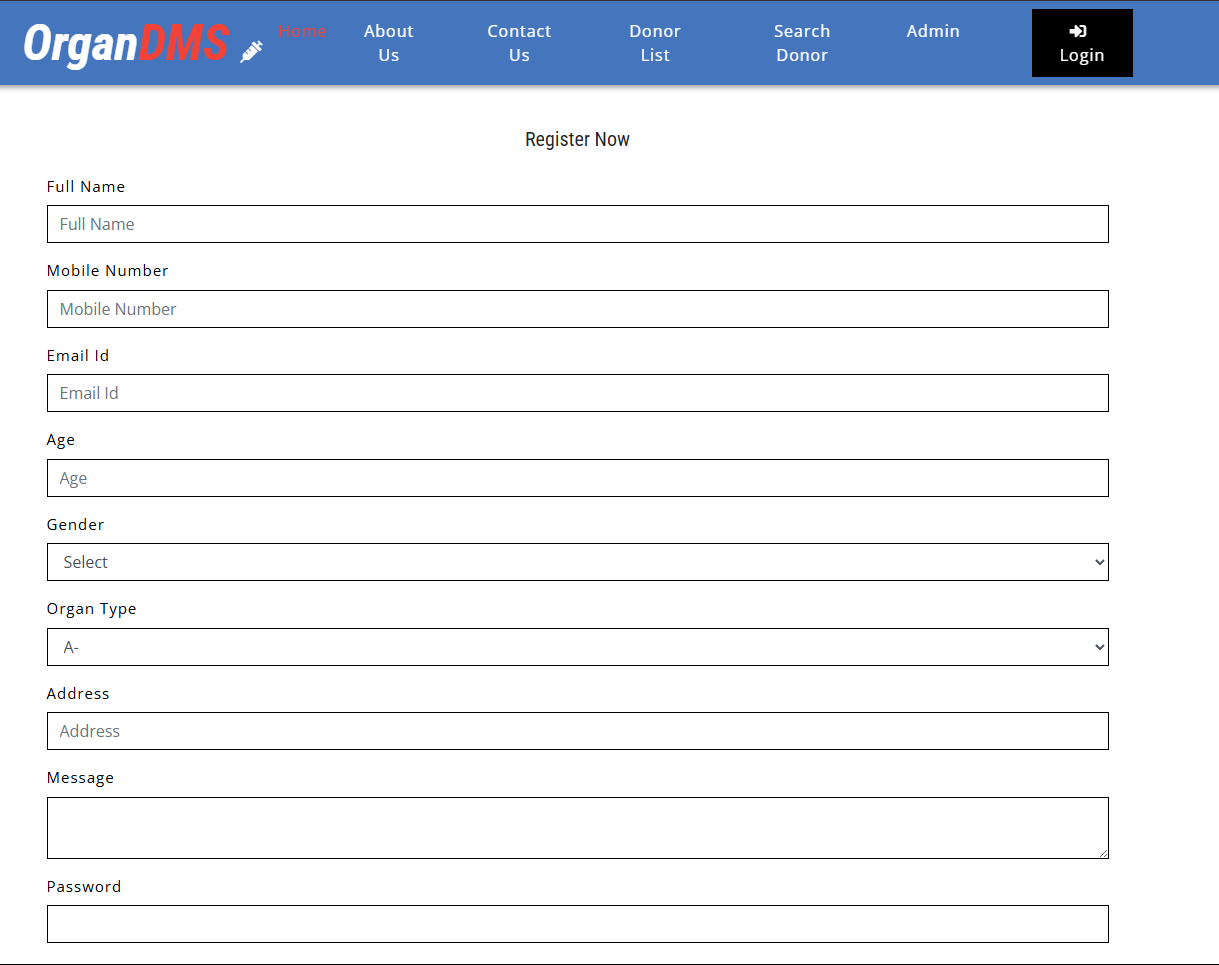 OrganDMS
Home
About
Us
Contact
Us
Donor
List
Search
Donor
Admin
Login
Register Now
Full Name
Full Name
Mobile Number
Mobile Number
Email Id
Email Id
Age
Age
Gender
Select
Organ Type
A-
Address
Address
Message
Password